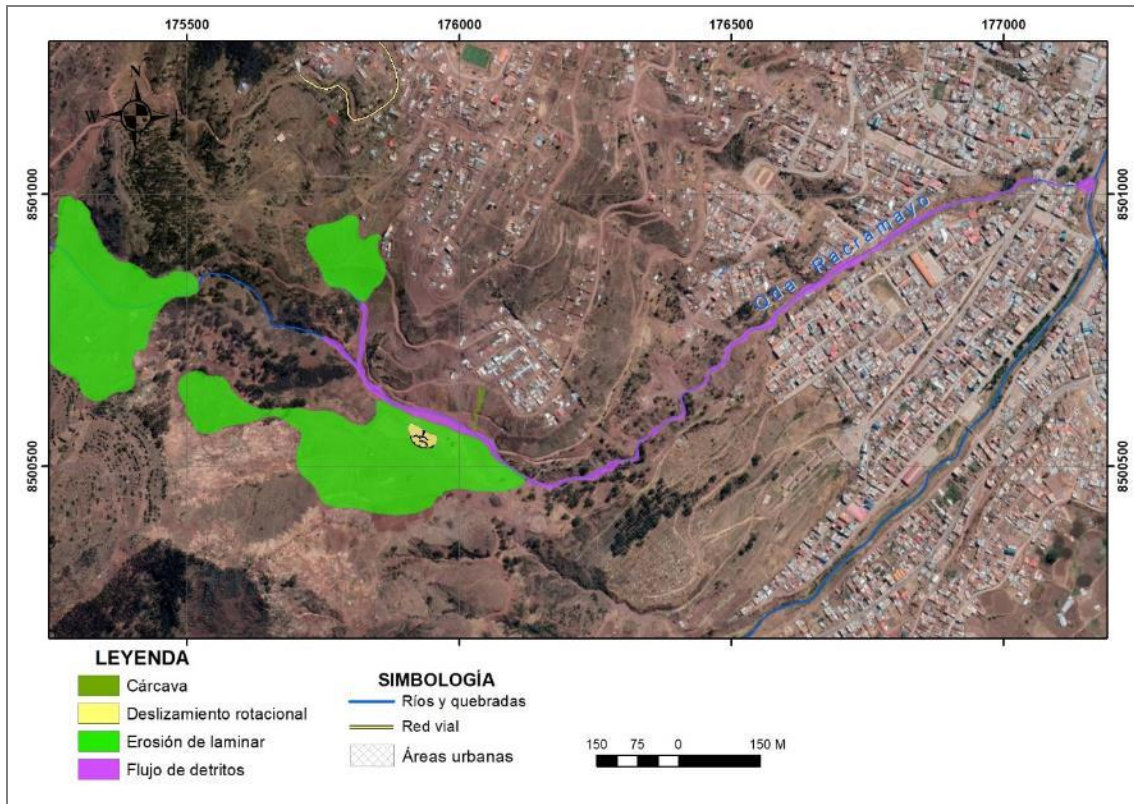 175500 176000 176500 177000
N
W
8501000 8501000
Qda Racramayo
8500500 8500500
LEYENDA
Cárcava
Deslizamiento rotacional
Erosión de laminar
Flujo de detritos
SIMBOLOGÍA
Ríos y quebradas
Red vial
Áreas urbanas
150 75 0 150 M